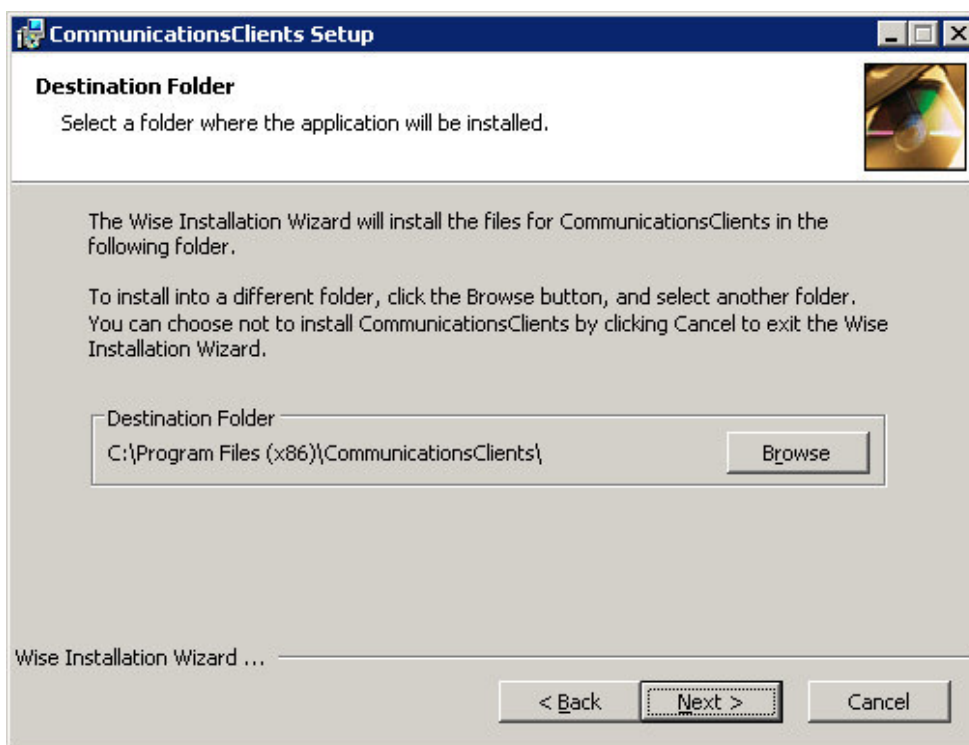 CommunicationsClients Setup
Destination Folder
Select a folder where the application will be installed.
The Wise Installation Wizard will install the files for CommunicationsClients in the
following folder.
To install into a different folder, click the Browse button, and select another folder.
You can choose not to install CommunicationsClients by clicking Cancel to exit the Wise
Installation Wizard.
Destination Folder
C:\Program Files (x86)\CommunicationsClients\
Browse
Wise Installation Wizard ...
< Back
Next >
Cancel